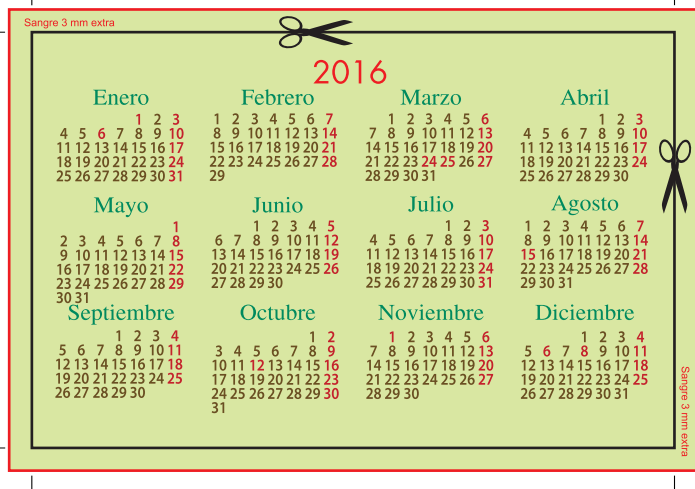 Sangre 3 mm extra
2016
Enero
1 2 3
4 5 6 7 8 9 10
11 12 13 14 15 16 17
18 19 20 21 22 23 24
25 26 27 28 29 30 31
Febrero
1 2 3 4 5 6 7
8 9 10 11 12 13 14
15 16 17 18 19 20 21
22 23 24 25 26 27 28
29
Marzo
1 2 3 4 5 6
7 8 9 10 11 12 13
14 15 16 17 18 19 20
21 22 23 24 25 26 27
28 29 30 31
Abril
1 2 3
4 5 6 7 8 9 10
11 12 13 14 15 16 17
18 19 20 21 22 23 24
25 26 27 28 29 30
Mayo
1
2 3 4 5 6 7 8
9 10 11 12 13 14 15
16 17 18 19 20 21 22
23 24 25 26 27 28 29
30 31
Junio
1 2 3 4 5
6 7 8 9 10 11 12
13 14 15 16 17 18 19
20 21 22 23 24 25 26
27 28 29 30
Julio
1 2 3
4 5 6 7 8 9 10
11 12 13 14 15 16 17
18 19 20 21 22 23 24
25 26 27 28 29 30 31
Agosto
1 2 3 4 5 6 7
8 9 10 11 12 13 14
15 16 17 18 19 20 21
22 23 24 25 26 27 28
29 30 31
Septiembre
1 2 3 4
5 6 7 8 9 10 11
12 13 14 15 16 17 18
19 20 21 22 23 24 25
26 27 28 29 30
Octubre
1 2
3 4 5 6 7 8 9
10 11 12 13 14 15 16
17 18 19 20 21 22 23
24 25 26 27 28 29 30
31
Noviembre
1 2 3 4 5 6
7 8 9 10 11 12 13
14 15 16 17 18 19 20
21 22 23 24 25 26 27
28 29 30
Diciembre
1 2 3 4
5 6 7 8 9 10 11
12 13 14 15 16 17 18
19 20 21 22 23 24 25
26 27 28 29 30 31
Sangre 3 mm extra